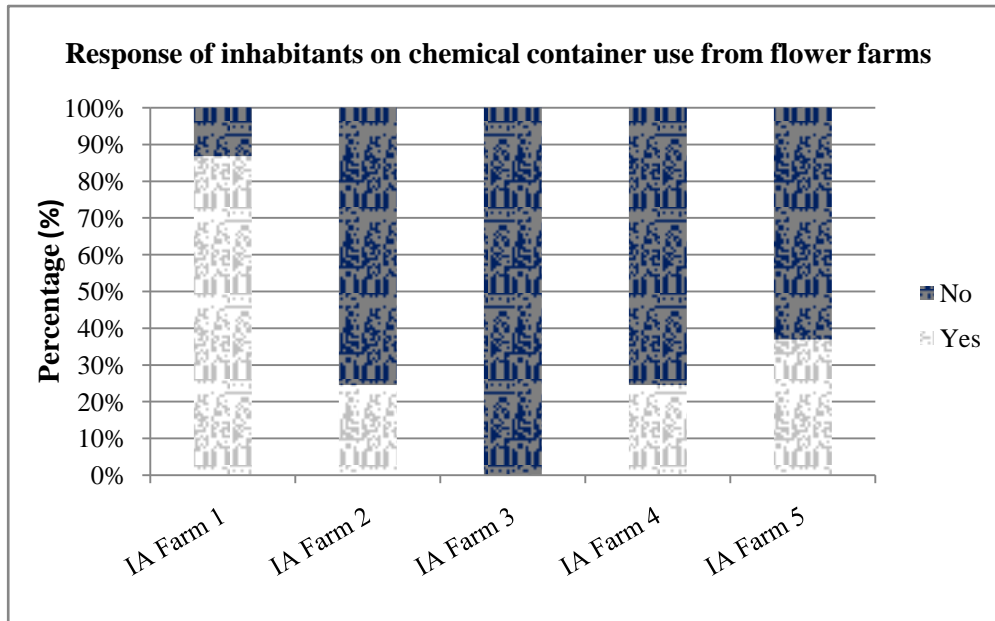 Response of inhabitants on chemical container use from flower farms
100%
90%
80%
70%
60%
50%
40%
30%
20%
10%
0%
Percentage (%)
IA Farm 1
IA Farm 2
IA Farm 3
IA Farm 4
IA Farm 5
No
Yes